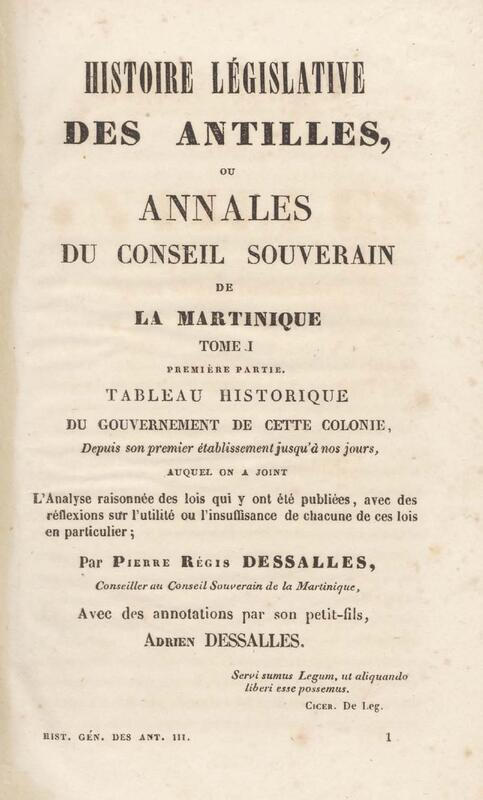 HISTOIRE LÉGISLATIVE
DES ANTILLES,
OU
ANNALES
DU CONSEIL SOUVERAIN
DE
LA MARTINIQUE
TOME I
PREMIÈRE PARTIE.
TABLEAU HISTORIQUE
DU GOUVERNEMENT DE CETTE COLONIE,
Depuis son premier établissement jusqu'à nos jours,
AUQUEL ON A JOINT
L'Analyse raisonnée des lois qui y ont été publiées, avec des
réflexions sur l'utilité ou l'insuffisance de chacune de ces lois
en particulier;
Par PIERRE RÉGIS DESSALLES,
Conseiller au Conseil Souverain de la Martinique,
Avec des annotations par son petit-fils,
ADRIEN DESSALLES.
Servi sumus Legum, ut aliquando
liberi esse possemus.
CICER. De Leg.
HIST. GÉN. DES ANT. III. 1